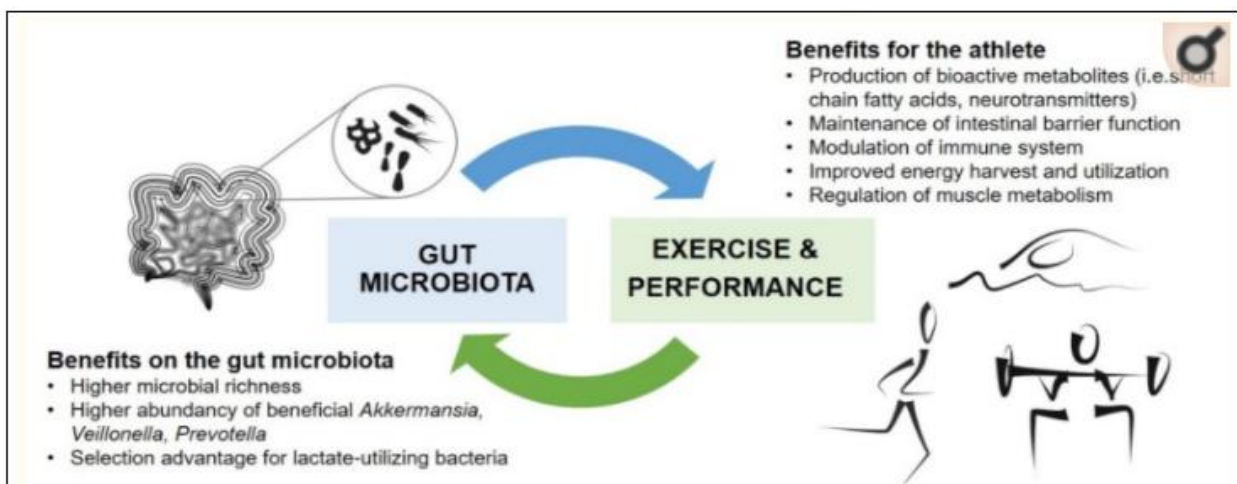 Benefits for the athlete
• Production of bioactive metabolites (i.e.short
chain fatty acids, neurotransmitters)
• Maintenance of intestinal barrier function
• Modulation of immune system
• Improved energy harvest and utilization
• Regulation of muscle metabolism
GUT
MICROBIOTA
EXERCISE &
PERFORMANCE
Benefits on the gut microbiota
• Higher microbial richness
• Higher abundancy of beneficial Akkermansia,
Veillonella, Prevotella
• Selection advantage for lactate-utilizing bacteria